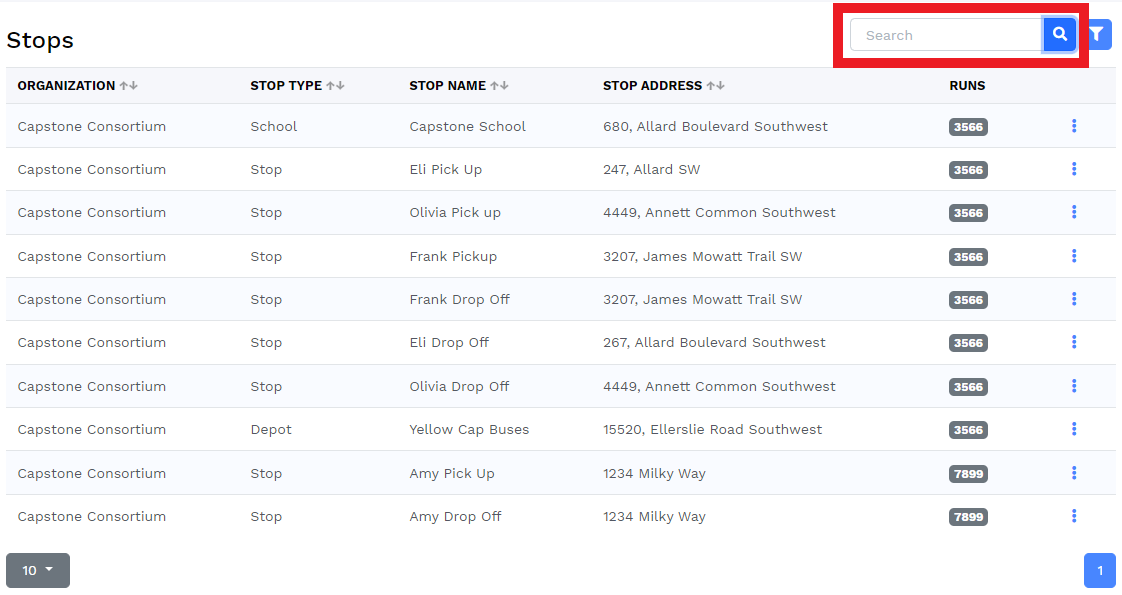 Search
Stops
ORGANIZATION STOP TYPE STOP NAME STOP ADDRESS RUNS
Capstone Consortium School Capstone School 680, Allard Boulevard Southwest 3566
Capstone Consortium Stop Eli Pick Up 247, Allard SW 3566
Capstone Consortium Stop Olivia Pick up 4449, Annett Common Southwest 3566
Capstone Consortium Stop Frank Pickup 3207, James Mowatt Trail SW 3566
Capstone Consortium Stop Frank Drop Off 3207, James Mowatt Trail SW 3566
Capstone Consortium Stop Eli Drop Off 267, Allard Boulevard Southwest 3566
Capstone Consortium Stop Olivia Drop Off 4449, Annett Common Southwest 3566
Capstone Consortium Depot Yellow Cap Buses 15520, Ellerslie Road Southwest 3566
Capstone Consortium Stop Amy Pick Up 1234 Milky Way 7899
Capstone Consortium Stop Amy Drop Off 1234 Milky Way 7899
10 1